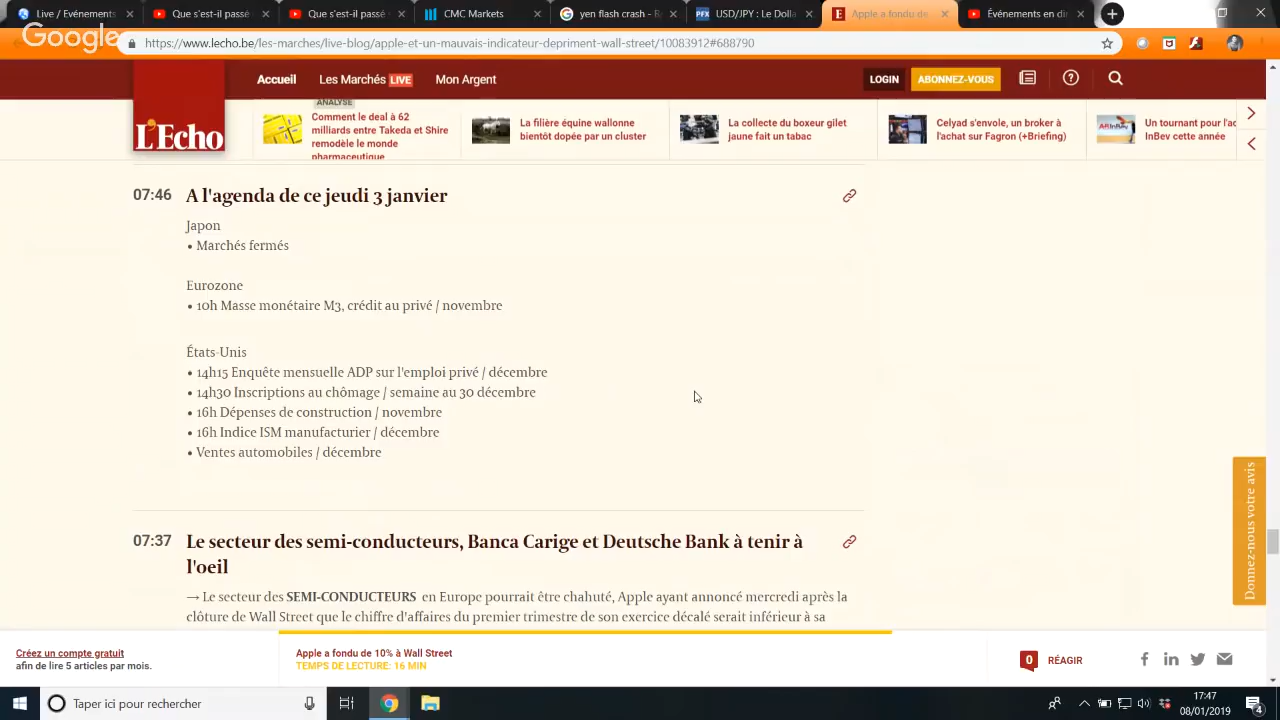 Événements en di
Ce qui s'est passé
Ce qui s'est passé
CMC Markets
yen flash crash - R
USD/JPY : Le Dolla
Apple a fondu de
Événements en dir
Google
https://www.lecho.be/les-marches/live-blog/apple-et-un-mauvais-indicateur-depriment-wall-street/10083912#688790
L'Echo
Accueil
Les Marchés LIVE
Mon Argent
LOGIN
ABONNEZ-VOUS
ANALYSE
Comment le deal à 62
milliards entre Takeda et Shire
remodèle le monde
pharmaceutique
La filière équine wallonne
bientôt dopée par un cluster
La collecte du boxeur gilet
jaune fait un tabac
Celyad s'envole, un broker à
l'achat sur Fagron (+Briefing)
ABInBev
Un tournant pour l'ac
InBev cette année
07:46 A l'agenda de ce jeudi 3 janvier
Japon
• Marchés fermés
Eurozone
• 10h Masse monétaire M3, crédit au privé / novembre
États-Unis
• 14h15 Enquête mensuelle ADP sur l'emploi privé / décembre
• 14h30 Inscriptions au chômage / semaine au 30 décembre
• 16h Dépenses de construction / novembre
• 16h Indice ISM manufacturier / décembre
• Ventes automobiles / décembre
07:37 Le secteur des semi-conducteurs, Banca Carige et Deutsche Bank à tenir à
l'oeil
→ Le secteur des SEMI-CONDUCTEURS en Europe pourrait être chahuté, Apple ayant annoncé mercredi après la
clôture de Wall Street que le chiffre d'affaires du premier trimestre de son exercice décalé serait inférieur à sa
Donnez-nous votre avis
Créez un compte gratuit
afin de lire 5 articles par mois.
Apple a fondu de 10% à Wall Street
TEMPS DE LECTURE: 16 MIN
0 RÉAGIR
Taper ici pour rechercher
17:47
08/01/2019